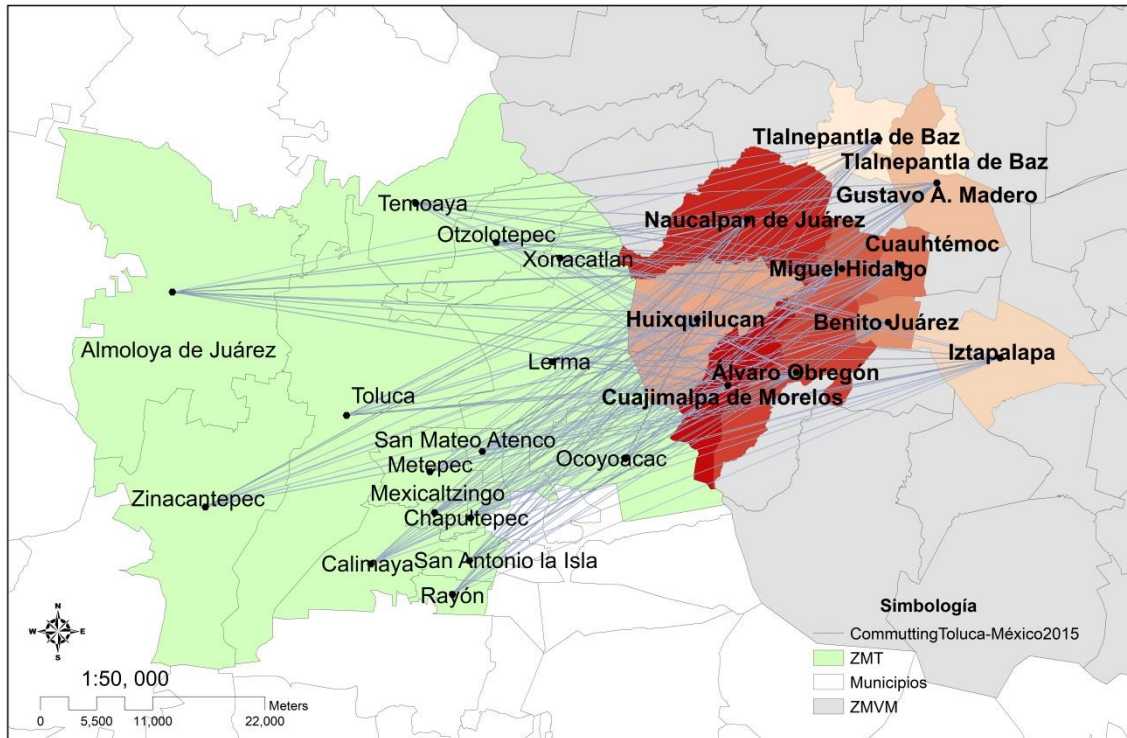 Tlalnepantla de Baz
Tlalnepantla de Baz
Gustavo A. Madero
Temoaya
Naucalpan de Juárez
Otzolotepec
Cuauhtémoc
Xonacatlan
Miguel Hidalgo
Huixquilucan
Benito Juárez
Almoloya de Juárez
Iztapalapa
Lerma
Álvaro Obregón
Cuajimalpa de Morelos
Toluca
San Mateo Atenco
Metepec
Ocoyoacac
Zinacantepec
Mexicaltzingo
Chapultepec
Calimaya
San Antonio la Isla
Rayón
N
W E
S
1:50, 000
Meters
0 5,500 11,000 22,000
Simbología
CommuttingToluca-México2015
ZMT
Municipios
ZMVM